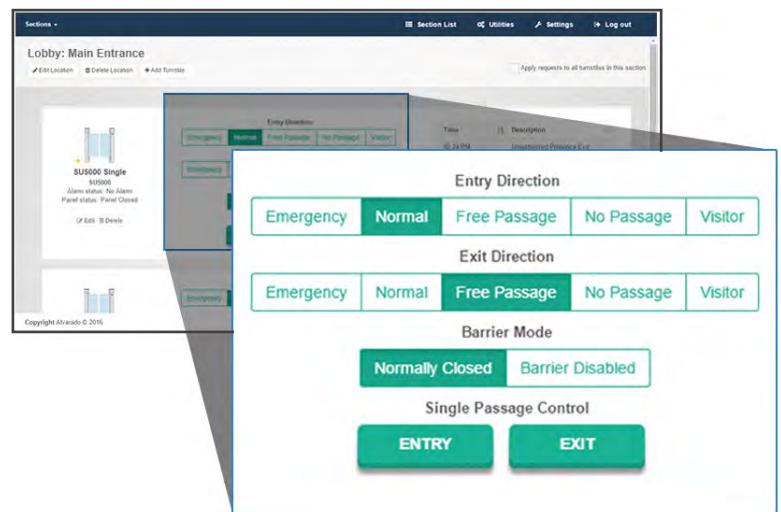 Sections
Section List Utilities Settings Log out
Lobby: Main Entrance
Edit Location Delete Location Add Turnstile
Apply requests to all turnstiles in this section
Entry Direction
Emergency Normal Free Passage No Passage Visitor
Time Description
SU5000 Single
SU5000
Alarm status: No Alarm
Panel status: Panel Closed
Edit Delete
Emergency
Emergency
Copyright Alvarado © 2016
Entry Direction
Emergency Normal Free Passage No Passage Visitor
Exit Direction
Emergency Normal Free Passage No Passage Visitor
Barrier Mode
Normally Closed Barrier Disabled
Single Passage Control
ENTRY EXIT